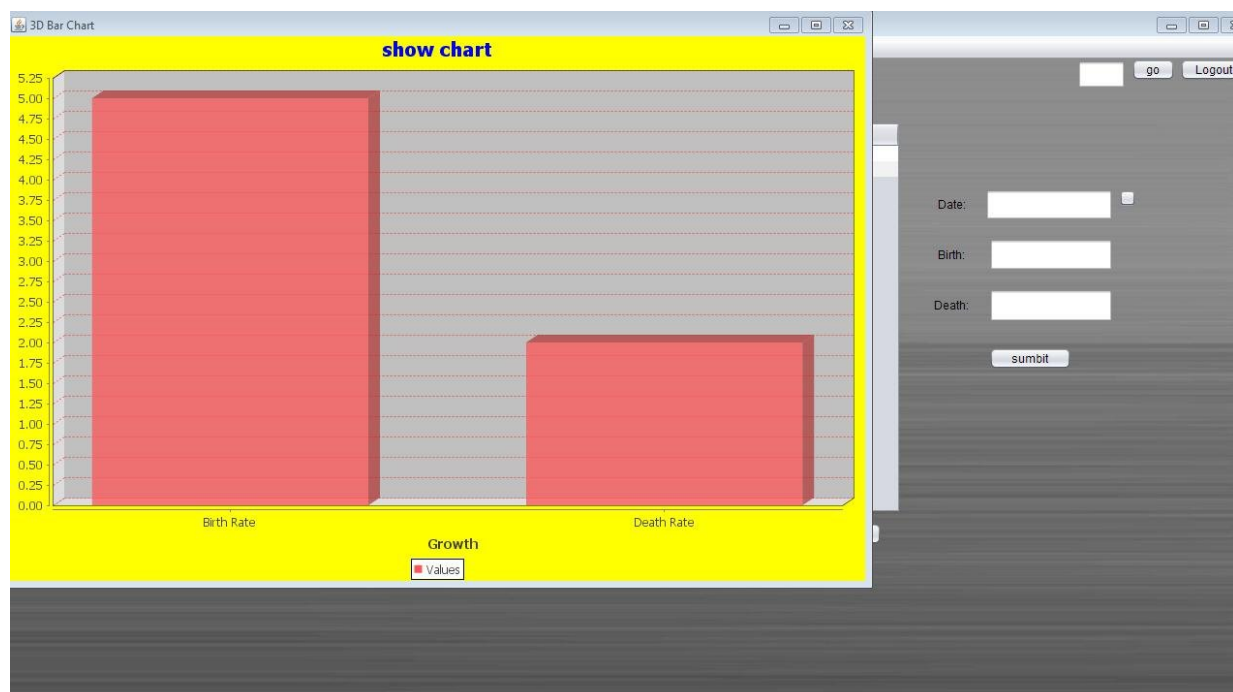 3D Bar Chart
show chart
5.25
5.00
4.75
4.50
4.25
4.00
3.75
3.50
3.25
3.00
2.75
2.50
2.25
2.00
1.75
1.50
1.25
1.00
0.75
0.50
0.25
0.00
Birth Rate Death Rate
Growth
Values
go Logout
Date:
Birth:
Death:
sumbit